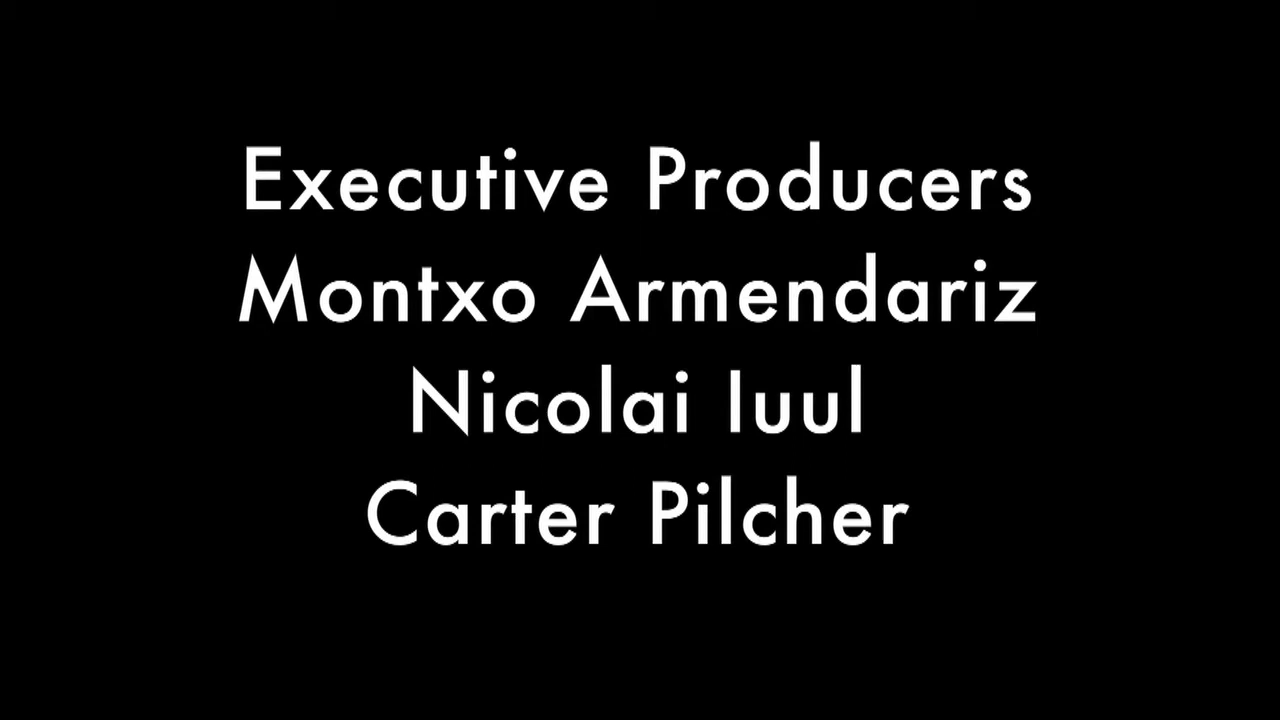 Executive Producers
Montxo Armendariz
Nicolai Iuul
Carter Pilcher